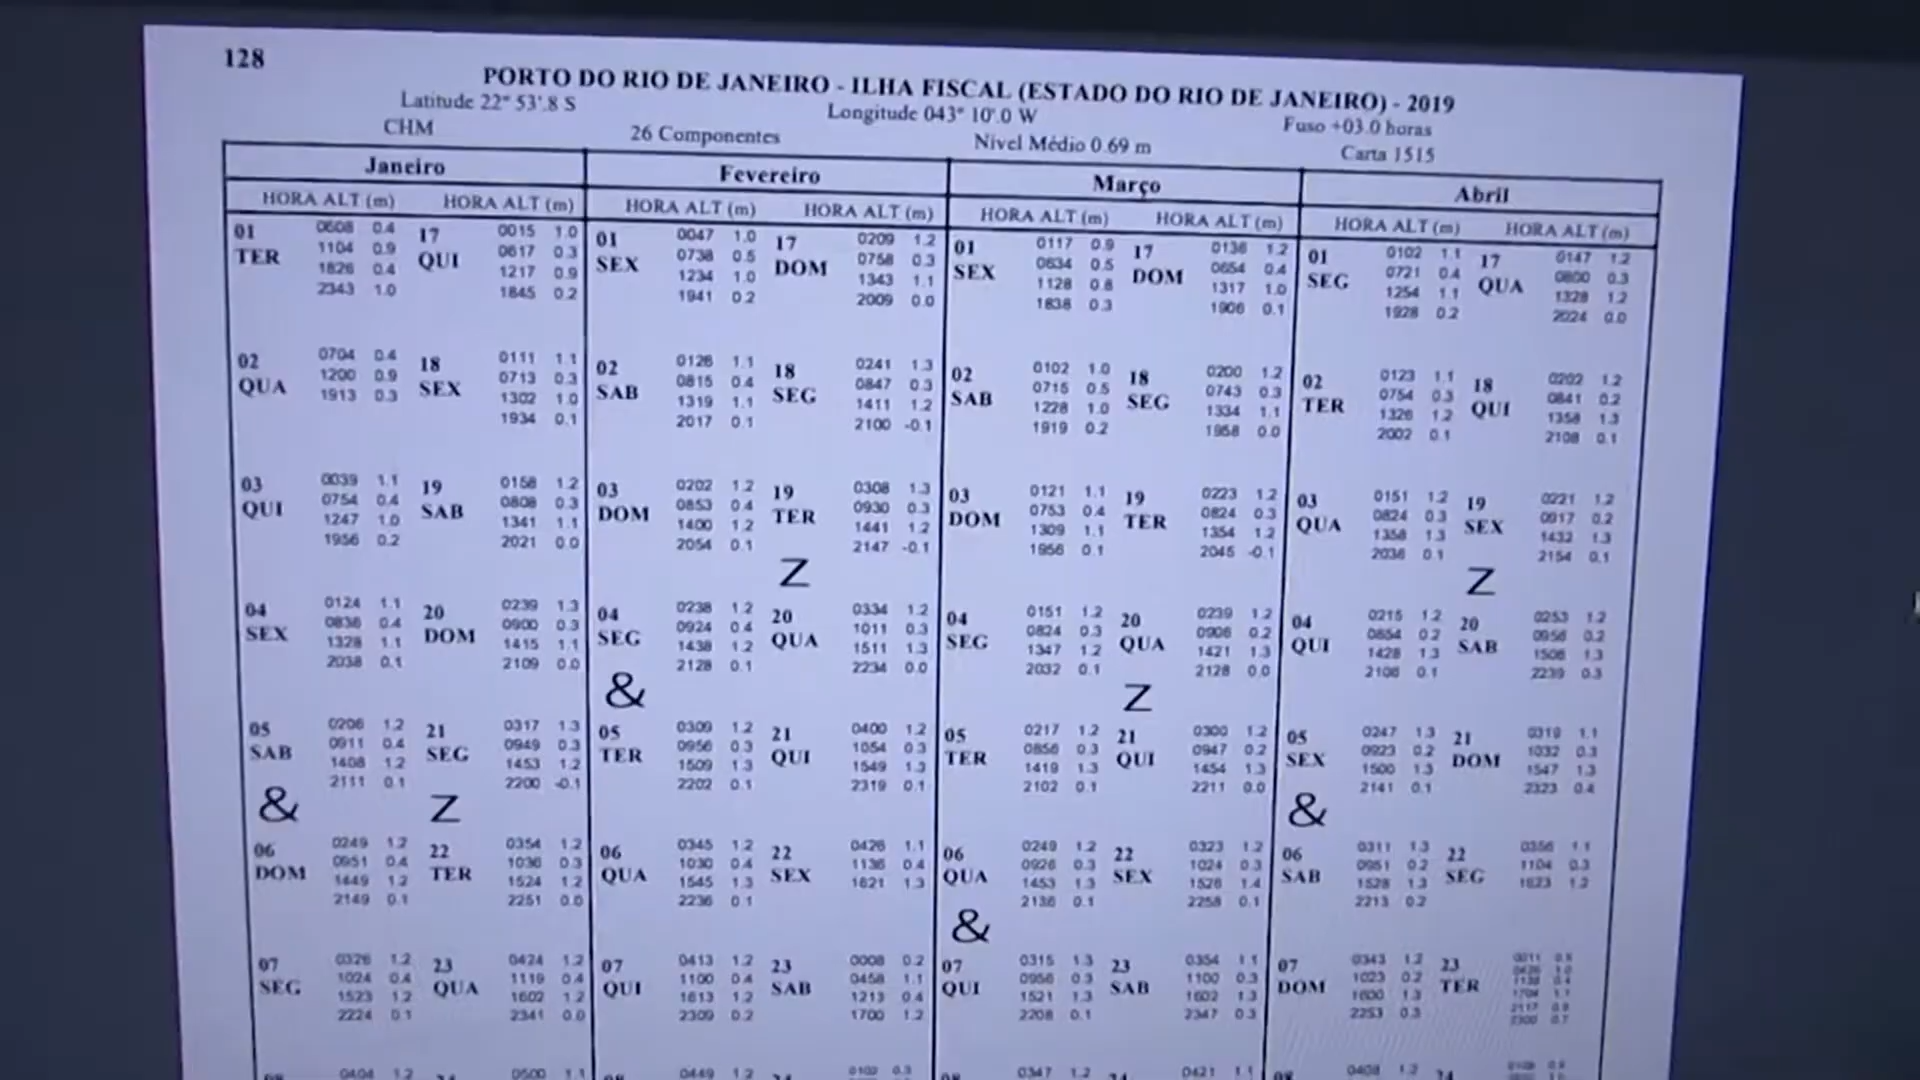 128
PORTO DO RIO DE JANEIRO - ILHA FISCAL (ESTADO DO RIO DE JANEIRO) - 2019
Latitude 22° 53'.8 S Longitude 043° 10'.0 W Fuso +03.0 horas
CHM 26 Componentes Nível Médio 0.69 m Carta 1515
Janeiro Fevereiro Março Abril
HORA ALT (m) HORA ALT (m) HORA ALT (m) HORA ALT (m) HORA ALT (m) HORA ALT (m) HORA ALT (m) HORA ALT (m)
01 TER 0608 0.4 17 QUI 0015 1.0 01 SEX 0047 1.0 17 DOM 0209 1.2 01 SEX 0117 0.9 17 DOM 0136 1.2 01 SEG 0102 1.1 17 QUA 0147 1.2
1104 0.9 0617 0.3 0738 0.5 0758 0.3 0634 0.5 0654 0.4 0721 0.4 0800 0.3
1826 0.4 1217 0.9 1234 1.0 1343 1.1 1128 0.8 1317 1.0 1254 1.1 1328 1.2
2343 1.0 1845 0.2 1941 0.2 2009 0.0 1838 0.3 1906 0.1 1928 0.2 2024 0.0
02 QUA 0704 0.4 18 SEX 0111 1.1 02 SAB 0126 1.1 18 SEG 0241 1.3 02 SAB 0102 1.0 18 SEG 0200 1.2 02 TER 0123 1.1 18 QUI 0202 1.2
1200 0.9 0713 0.3 0815 0.4 0847 0.3 0715 0.5 0743 0.3 0754 0.3 0841 0.2
1913 0.3 1302 1.0 1319 1.1 1411 1.2 1228 1.0 1334 1.1 1326 1.2 1358 1.3
1934 0.1 2017 0.1 2100 -0.1 1919 0.2 1958 0.0 2002 0.1 2108 0.1
03 QUI 0039 1.1 19 SAB 0158 1.2 03 DOM 0202 1.2 19 TER 0308 1.3 03 DOM 0121 1.1 19 TER 0223 1.2 03 QUA 0151 1.2 19 SEX 0221 1.2
0754 0.4 0808 0.3 0853 0.4 0930 0.3 0753 0.4 0824 0.3 0824 0.3 0917 0.2
1247 1.0 1341 1.1 1400 1.2 1441 1.2 1309 1.1 1354 1.2 1358 1.3 1432 1.3
1956 0.2 2021 0.0 2054 0.1 2147 -0.1 1956 0.1 2045 -0.1 2036 0.1 2154 0.1
Z Z
04 SEX 0124 1.1 20 DOM 0239 1.3 04 SEG 0238 1.2 20 QUA 0334 1.2 04 SEG 0151 1.2 20 QUA 0239 1.2 04 QUI 0215 1.2 20 SAB 0253 1.2
0836 0.4 0900 0.3 0924 0.4 1011 0.3 0824 0.3 0906 0.2 0854 0.2 0956 0.2
1328 1.1 1415 1.1 1438 1.2 1511 1.3 1347 1.2 1421 1.3 1428 1.3 1506 1.3
2038 0.1 2109 0.0 2128 0.1 2234 0.0 2032 0.1 2128 0.0 2106 0.1 2239 0.3
& Z
05 SAB 0206 1.2 21 SEG 0317 1.3 05 TER 0309 1.2 21 QUI 0400 1.2 05 TER 0217 1.2 21 QUI 0300 1.2 05 SEX 0247 1.3 21 DOM 0319 1.1
0911 0.4 0949 0.3 0956 0.3 1054 0.3 0856 0.3 0947 0.2 0923 0.2 1032 0.3
1408 1.2 1453 1.2 1509 1.3 1549 1.3 1419 1.3 1454 1.3 1500 1.3 1547 1.3
2111 0.1 2200 -0.1 2202 0.1 2319 0.1 2102 0.1 2211 0.0 2141 0.1 2323 0.4
& Z &
06 DOM 0249 1.2 22 TER 0354 1.2 06 QUA 0345 1.2 22 SEX 0426 1.1 06 QUA 0249 1.2 22 SEX 0323 1.2 06 SAB 0311 1.3 22 SEG 0356 1.1
0951 0.4 1036 0.3 1030 0.4 1136 0.4 0926 0.3 1024 0.3 0951 0.2 1104 0.3
1449 1.2 1524 1.2 1545 1.3 1621 1.3 1453 1.3 1526 1.4 1528 1.3 1623 1.2
2149 0.1 2251 0.0 2236 0.1 2136 0.1 2258 0.1 2213 0.2
&
07 SEG 0326 1.2 23 QUA 0424 1.2 07 QUI 0413 1.2 23 SAB 0008 0.2 07 QUI 0315 1.3 23 SAB 0354 1.1 07 DOM 0343 1.2 23 TER
1024 0.4 1119 0.4 1100 0.4 0458 1.1 0956 0.3 1100 0.3 1023 0.2
1523 1.2 1602 1.2 1613 1.2 1213 0.4 1521 1.3 1602 1.3 1600 1.3
2224 0.1 2341 0.0 2309 0.2 1700 1.2 2208 0.1 2347 0.3 2253 0.3
0404 1.2 0500 1.1 0449 1.2 0102 0.3 0347 1.2 0421 1.1 0408 1.2